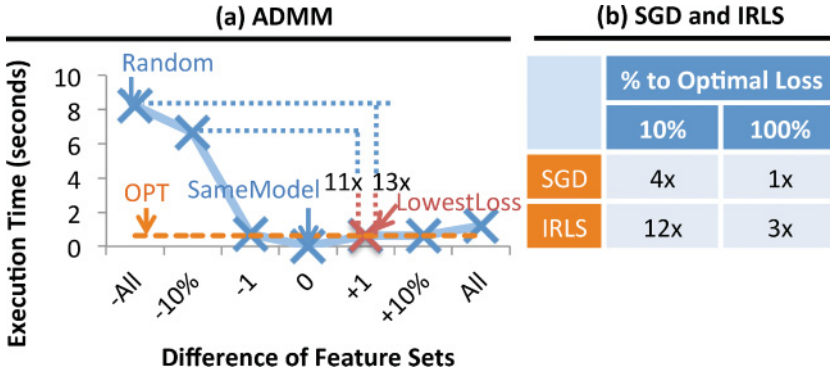 (a) ADMM
Execution Time (seconds)
10
8
6
4
2
0
Random
OPT
SameModel
11x
13x
LowestLoss
-All
-10%
-1
0
+1
+10%
All
Difference of Feature Sets
(b) SGD and IRLS
% to Optimal Loss
10% 100%
SGD 4x 1x
IRLS 12x 3x